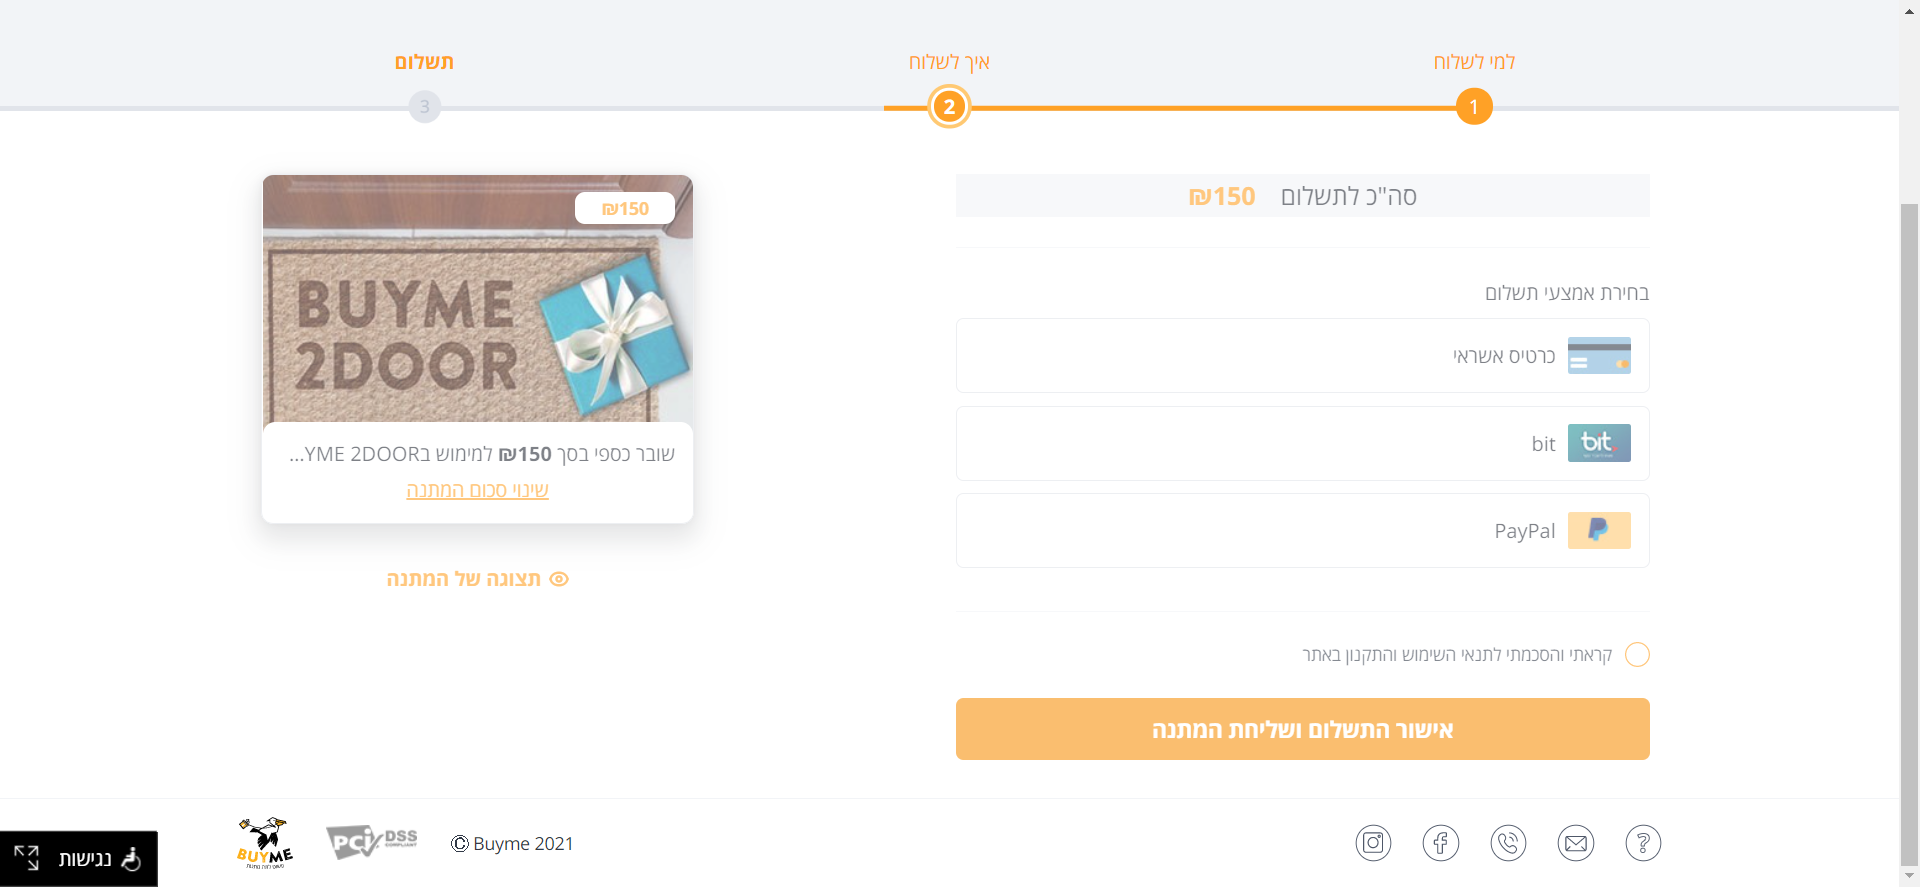 למי לשלוח
איך לשלוח
תשלום
1
2
3
סה"כ לתשלום ₪150
בחירת אמצעי תשלום
כרטיס אשראי
bit
bit
PayPal
קראתי והסכמתי לתנאי השימוש והתקנון באתר
אישור התשלום ושליחת המתנה
₪150
BUYME
2DOOR
שובר כספי בסך ₪150 למימוש בYME 2DOOR...
שינוי סכום המתנה
תצוגה של המתנה
© Buyme 2021
PCI DSS
COMPLIANT
BUYME
נגישות